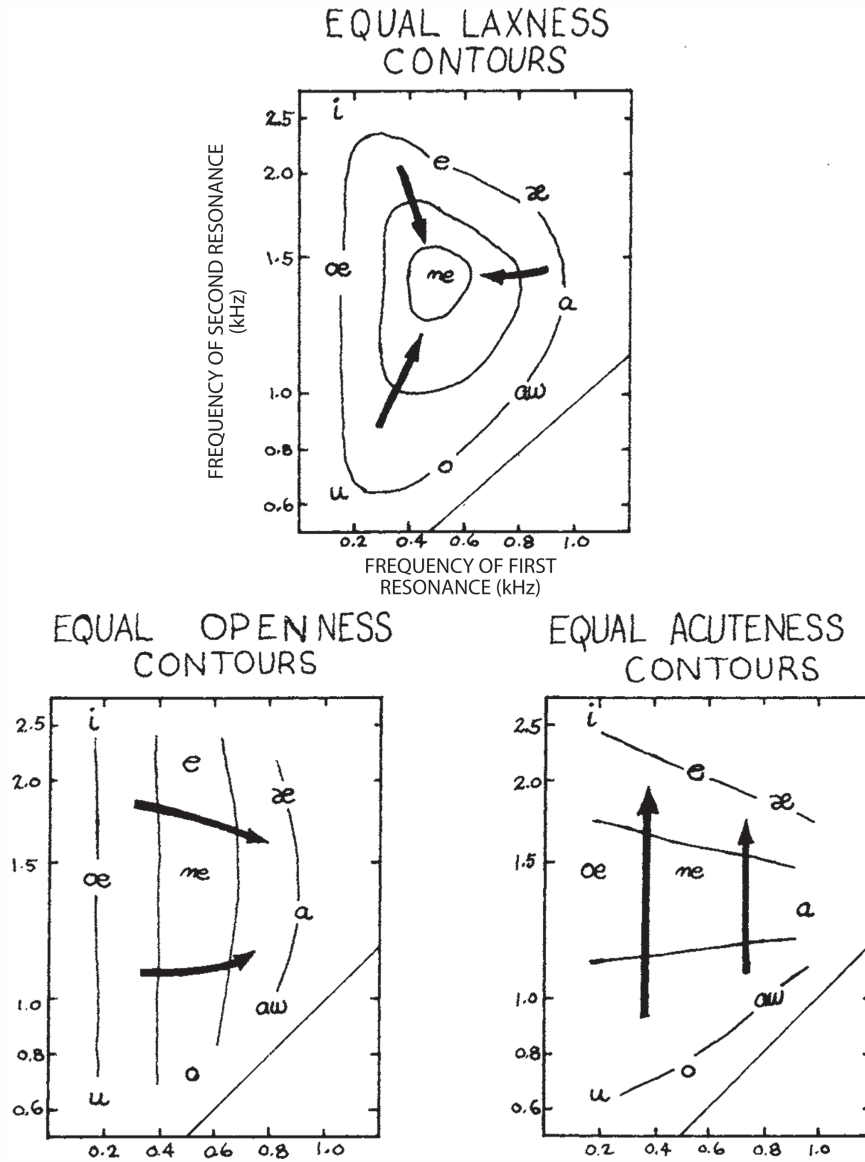 EQUAL LAXNESS
CONTOURS
FREQUENCY OF SECOND RESONANCE
(kHz)
2.5
2.0
1.5
1.0
0.8
0.6
i
e
æ
œ
ne
a
aw
o
u
0.2 0.4 0.6 0.8 1.0
FREQUENCY OF FIRST
RESONANCE (kHz)
EQUAL OPENNESS
CONTOURS
2.5
2.0
1.5
1.0
0.8
0.6
i
e
æ
œ
ne
a
aw
o
u
0.2 0.4 0.6 0.8 1.0
EQUAL ACUTENESS
CONTOURS
2.5
2.0
1.5
1.0
0.8
0.6
i
e
æ
œ
ne
a
aw
o
u
0.2 0.4 0.6 0.8 1.0